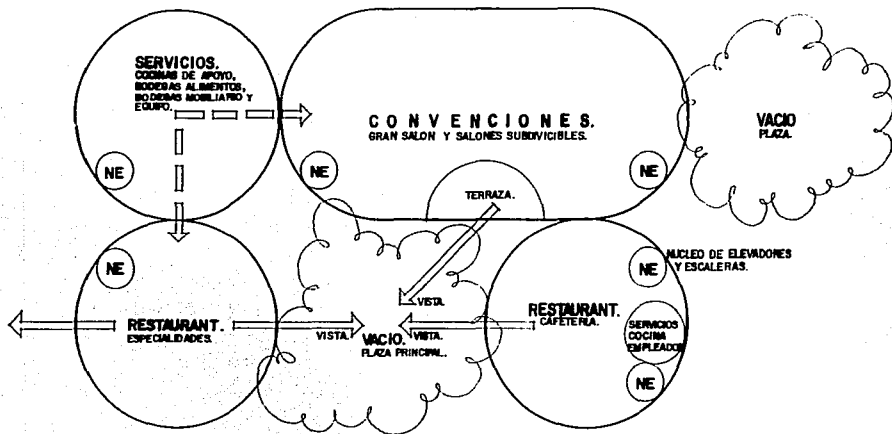 SERVICIOS.
COCINAS DE APOYO,
BODEGAS ALIMENTOS,
BODEGAS MOBILIARIO Y
EQUIPO.
NE
CONVENCIONES.
GRAN SALON Y SALONES SUBDIVICIBLES.
NE
NE
TERRAZA.
VACIO
PLAZA.
NE
RESTAURANT.
ESPECIALIDADES.
VISTA.
VISTA.
VACIO.
PLAZA PRINCIPAL.
VISTA.
RESTAURANT.
CAFETERIA.
NE
NUCLEO DE ELEVADORES
Y ESCALERAS.
SERVICIOS
COCINA
EMPLEADOS
NE